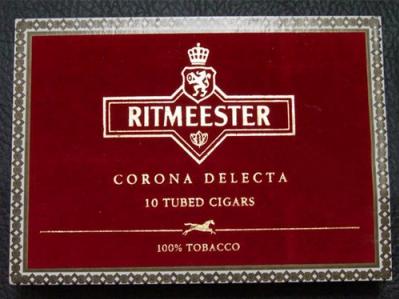 RITMEESTER
CORONA DELECTA
10 TUBED CIGARS
100% TOBACCO